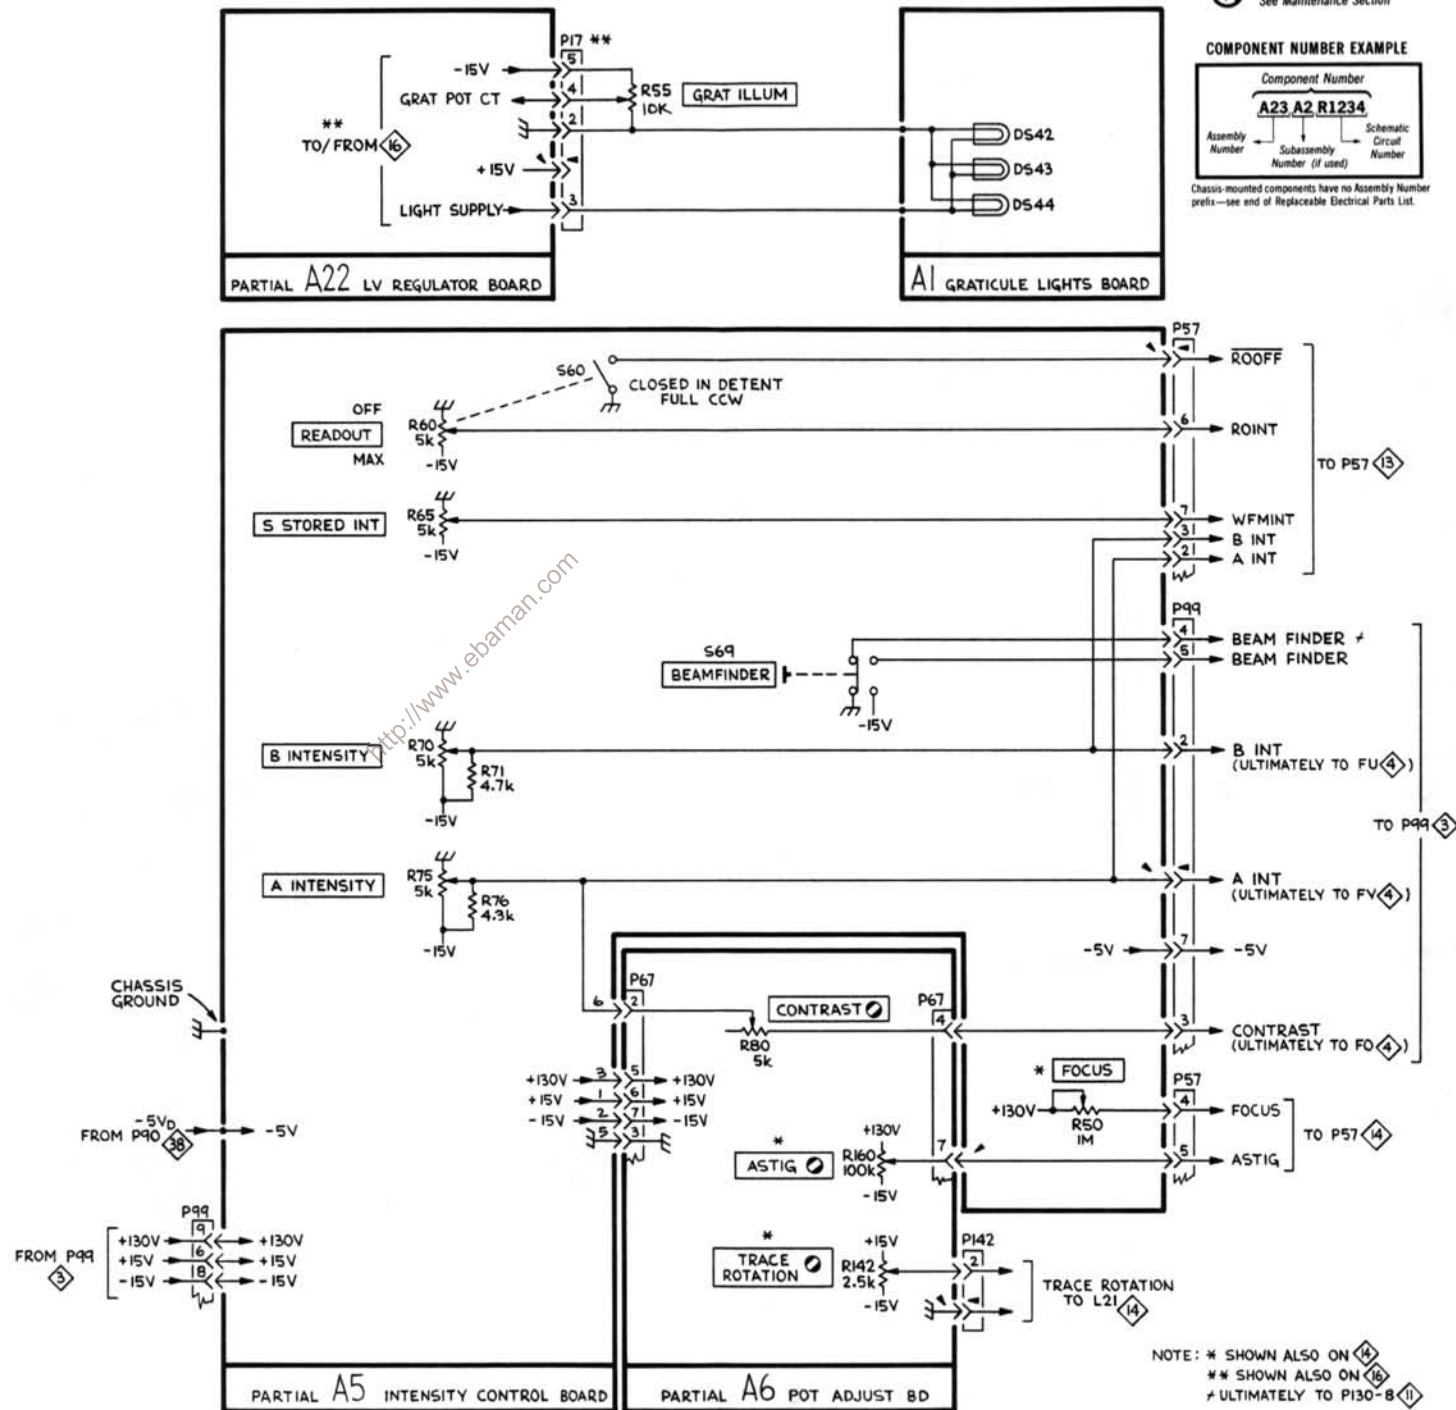 See Maintenance Section
COMPONENT NUMBER EXAMPLE
Component Number
A23 A2 R1234
Assembly Number
Subassembly Number (if used)
Schematic Circuit Number
Chassis-mounted components have no Assembly Number
prefix—see end of Replaceable Electrical Parts List.
P17 **
-15V
5
GRAT POT CT
4
R55
10K
GRAT ILLUM
2
**
TO/FROM 16
+15V
LIGHT SUPPLY
3
DS42
DS43
DS44
PARTIAL A22 LV REGULATOR BOARD
A1 GRATICULE LIGHTS BOARD
P57
S60
CLOSED IN DETENT
FULL CCW
ROOFF
OFF
READOUT
MAX
R60
5k
-15V
6
ROINT
TO P57 13
S STORED INT
R65
5k
-15V
7
WFMINT
3
B INT
2
A INT
http://www.ebaman.com
P99
S69
BEAMFINDER
-15V
4
BEAM FINDER ≠
5
BEAM FINDER
B INTENSITY
R70
5k
R71
4.7k
-15V
2
B INT
(ULTIMATELY TO FU 4)
TO P99 3
A INTENSITY
R75
5k
R76
4.3k
-15V
A INT
(ULTIMATELY TO FV 4)
-5V
7
-5V
CHASSIS
GROUND
P67
6
2
CONTRAST
R80
5k
P67
4
3
CONTRAST
(ULTIMATELY TO FO 4)
+130V 3 5 +130V
+15V 1 6 +15V
-15V 2 7 -15V
5 3
* FOCUS
+130V
R50
1M
P57
4
FOCUS
TO P57 14
-5VD
FROM P90 38
-5V
*
ASTIG
+130V
R160
100k
-15V
7
5
ASTIG
P99
FROM P99
3
+130V 9 +130V
+15V 6 +15V
-15V 8 -15V
*
TRACE
ROTATION
+15V
R142
2.5k
-15V
P142
2
TRACE ROTATION
TO L21 14
PARTIAL A5 INTENSITY CONTROL BOARD
PARTIAL A6 POT ADJUST BD
NOTE: * SHOWN ALSO ON 14
** SHOWN ALSO ON 16
≠ ULTIMATELY TO P130-8 11